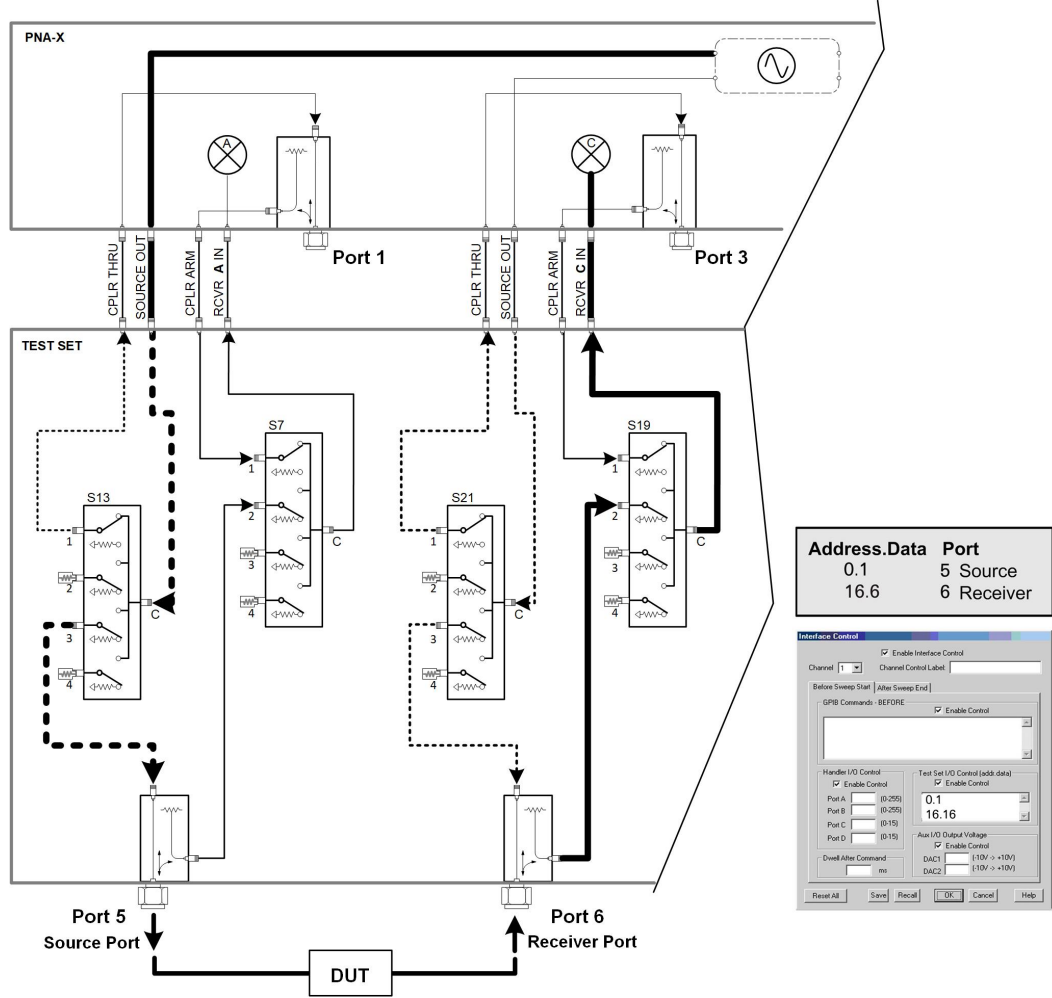 PNA-X
A
C
Port 1
Port 3
CPLR THRU
SOURCE OUT
CPLR ARM
RCVR A IN
CPLR THRU
SOURCE OUT
CPLR ARM
RCVR C IN
TEST SET
S13
1
2
3
4
C
S7
1
2
3
4
C
S21
1
2
3
4
C
S19
1
2
3
4
C
Port 5
Source Port
Port 6
Receiver Port
DUT
Address.Data Port
0.1 5 Source
16.6 6 Receiver
Interface Control
Enable Interface Control
Channel 1 Channel Control Label:
Before Sweep Start After Sweep End
GPIB Commands - BEFORE
Enable Control
Handler I/O Control
Enable Control
Port A (0-255)
Port B (0-255)
Port C (0-15)
Port D (0-15)
Dwell After Command
ms
Test Set I/O Control (addr.data)
Enable Control
0.1
16.16
Aux I/O Output Voltage
Enable Control
DAC1 (-10V -> +10V)
DAC2 (-10V -> +10V)
Reset All Save Recall OK Cancel Help